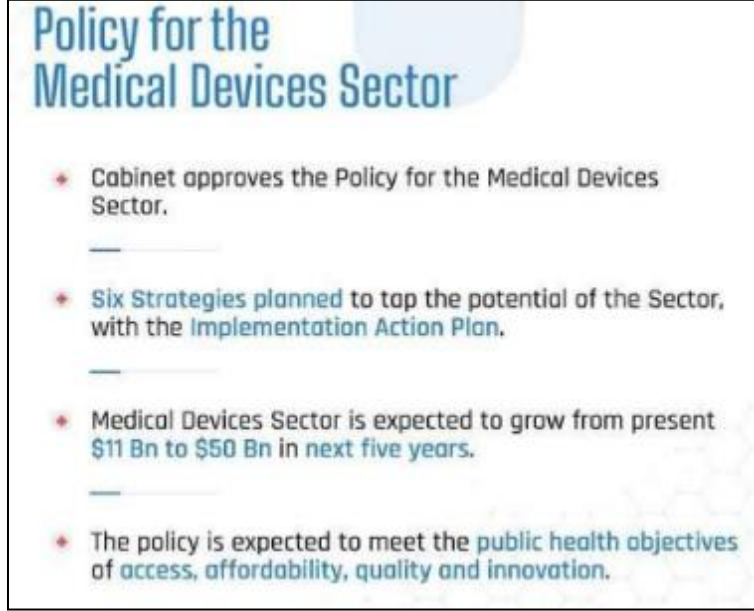 Policy for the
Medical Devices Sector
Cabinet approves the Policy for the Medical Devices
Sector.
Six Strategies planned to tap the potential of the Sector,
with the Implementation Action Plan.
Medical Devices Sector is expected to grow from present
$11 Bn to $50 Bn in next five years.
The policy is expected to meet the public health objectives
of access, affordability, quality and innovation.